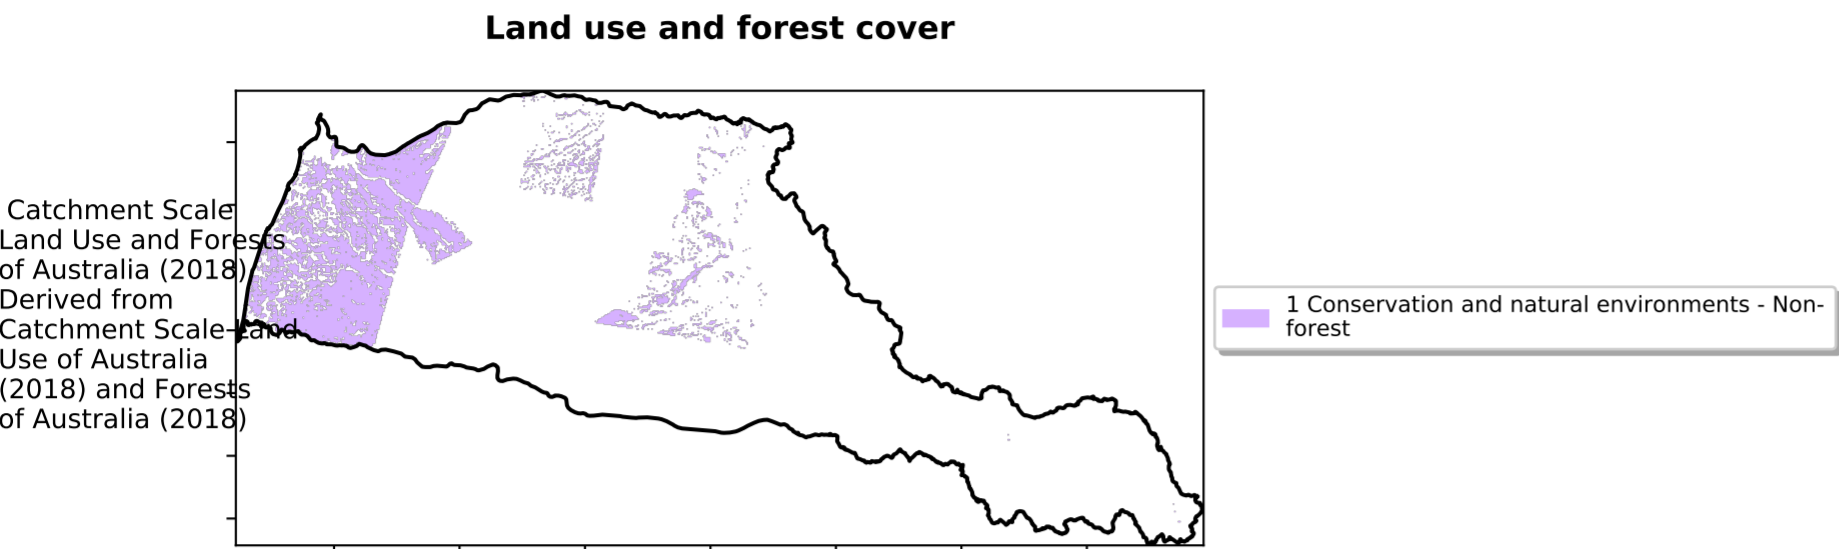 Land use and forest cover
Catchment Scale
Land Use and Forests
of Australia (2018)
Derived from
Catchment Scale Land
Use of Australia
(2018) and Forests
of Australia (2018)
1 Conservation and natural environments - Non-
forest